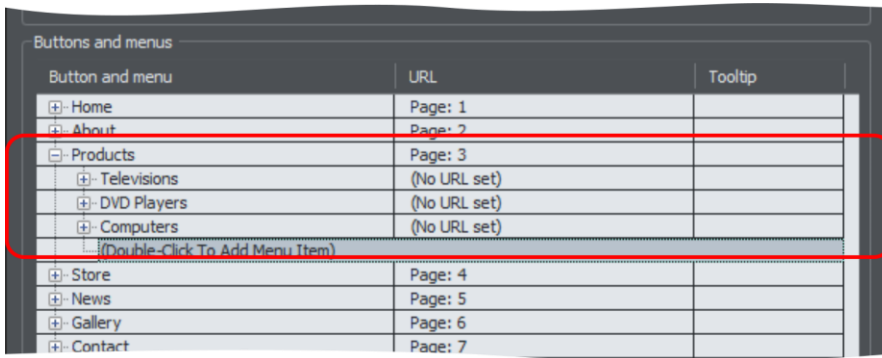 Buttons and menus
Button and menu URL Tooltip
Home Page: 1
About Page: 2
Products Page: 3
Televisions (No URL set)
DVD Players (No URL set)
Computers (No URL set)
(Double-Click To Add Menu Item)
Store Page: 4
News Page: 5
Gallery Page: 6
Contact Page: 7